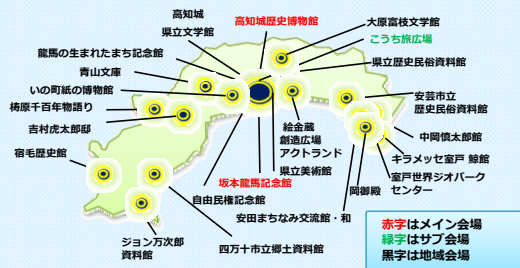 高知城
県立文学館
高知城歴史博物館
大原富枝文学館
こうち旅広場
龍馬の生まれたまち記念館
県立歴史民俗資料館
青山文庫
いの町紙の博物館
梼原千百年物語り
安芸市立
歴史民俗資料館
吉村虎太郎邸
絵金蔵
創造広場
アクトランド
県立美術館
中岡慎太郎館
宿毛歴史館
キラメッセ室戸 鯨館
坂本龍馬記念館
室戸世界ジオパーク
センター
岡御殿
自由民権記念館
安田まちなみ交流館・和
ジョン万次郎
資料館
四万十市立郷土資料館
赤字はメイン会場
緑字はサブ会場
黒字は地域会場